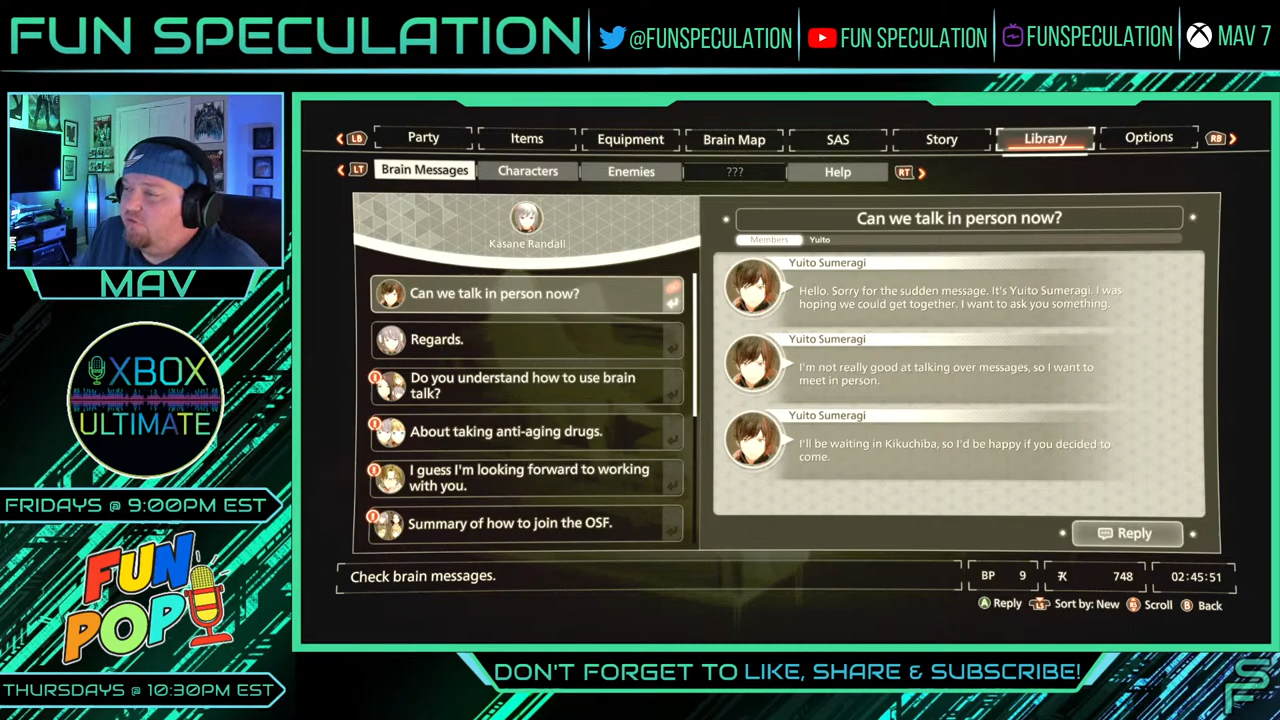 FUN SPECULATION
@FUNSPECULATION
FUN SPECULATION
FUNSPECULATION
MAV 7
MAV
XBOX
ULTIMATE
FRIDAYS @ 9:00PM EST
FUN
POP
THURSDAYS @ 10:30PM EST
LB
Party
Items
Equipment
Brain Map
SAS
Story
Library
Options
RB
LT
Brain Messages
Characters
Enemies
???
Help
RT
Kasane Randall
Can we talk in person now?
Regards.
Do you understand how to use brain
talk?
About taking anti-aging drugs.
I guess I'm looking forward to working
with you.
Summary of how to join the OSF.
Can we talk in person now?
Members
Yuito
Yuito Sumeragi
Hello. Sorry for the sudden message. It's Yuito Sumeragi. I was
hoping we could get together. I want to ask you something.
Yuito Sumeragi
I'm not really good at talking over messages, so I want to
meet in person.
Yuito Sumeragi
I'll be waiting in Kikuchiba, so I'd be happy if you decided to
come.
Reply
Check brain messages.
BP 9
748
02:45:51
A Reply
LS Sort by: New
Scroll
B Back
DON'T FORGET TO LIKE, SHARE & SUBSCRIBE!